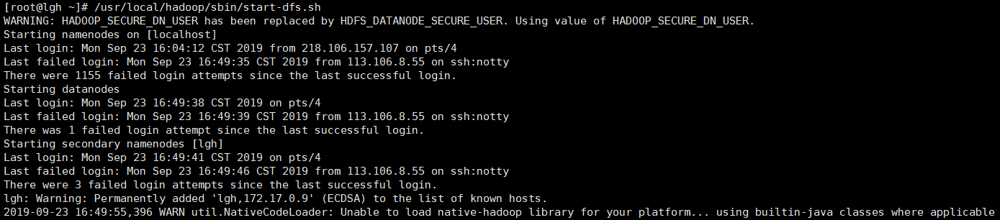 [root@lgh ~]# /usr/local/hadoop/sbin/start-dfs.sh
WARNING: HADOOP_SECURE_DN_USER has been replaced by HDFS_DATANODE_SECURE_USER. Using value of HADOOP_SECURE_DN_USER.
Starting namenodes on [localhost]
Last login: Mon Sep 23 16:04:12 CST 2019 from 218.106.157.107 on pts/4
Last failed login: Mon Sep 23 16:49:35 CST 2019 from 113.106.8.55 on ssh:notty
There were 1155 failed login attempts since the last successful login.
Starting datanodes
Last login: Mon Sep 23 16:49:38 CST 2019 on pts/4
Last failed login: Mon Sep 23 16:49:39 CST 2019 from 113.106.8.55 on ssh:notty
There was 1 failed login attempt since the last successful login.
Starting secondary namenodes [lgh]
Last login: Mon Sep 23 16:49:41 CST 2019 on pts/4
Last failed login: Mon Sep 23 16:49:46 CST 2019 from 113.106.8.55 on ssh:notty
There were 3 failed login attempts since the last successful login.
lgh: Warning: Permanently added 'lgh,172.17.0.9' (ECDSA) to the list of known hosts.
2019-09-23 16:49:55,396 WARN util.NativeCodeLoader: Unable to load native-hadoop library for your platform... using builtin-java classes where applicable